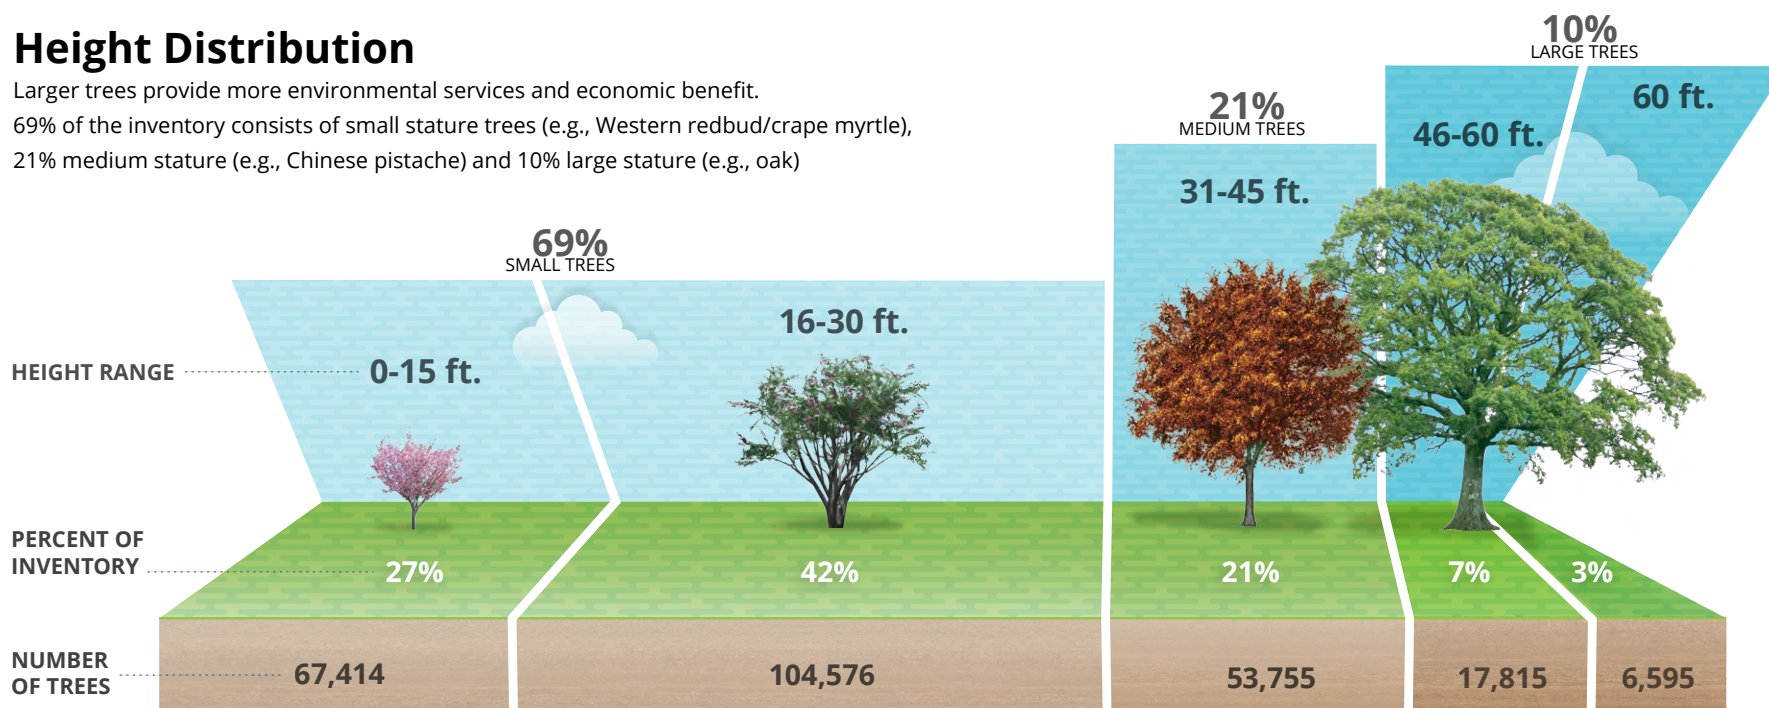 Height Distribution
Larger trees provide more environmental services and economic benefit.
69% of the inventory consists of small stature trees (e.g., Western redbud/crape myrtle),
21% medium stature (e.g., Chinese pistache) and 10% large stature (e.g., oak)
10%
LARGE TREES
21%
MEDIUM TREES
69%
SMALL TREES
HEIGHT RANGE
0-15 ft.
16-30 ft.
31-45 ft.
46-60 ft.
60 ft.
PERCENT OF
INVENTORY
27%
42%
21%
7%
3%
NUMBER
OF TREES
67,414
104,576
53,755
17,815
6,595